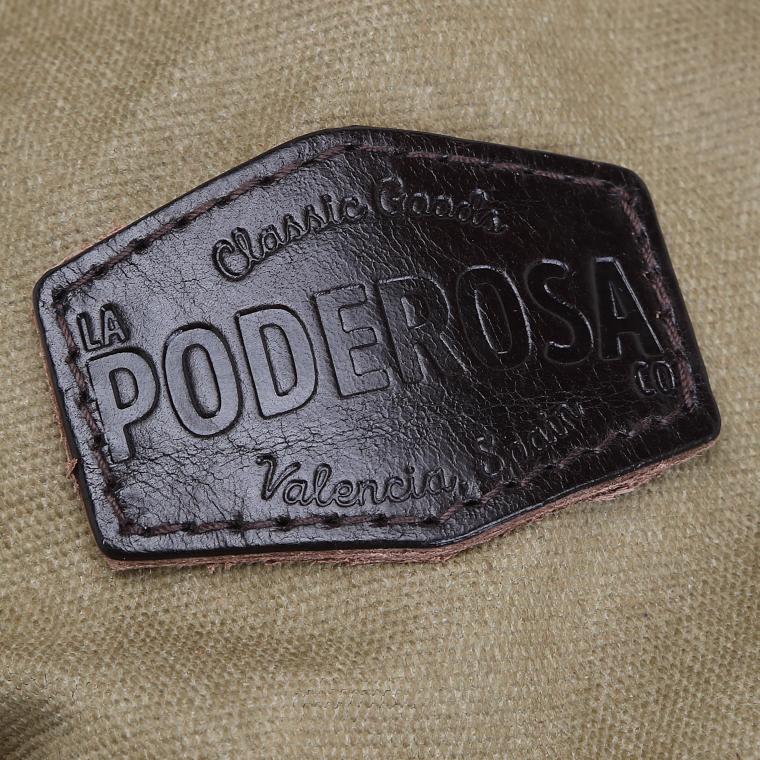 Classic Goods
LA
PODEROSA
CO
Valencia, Spain